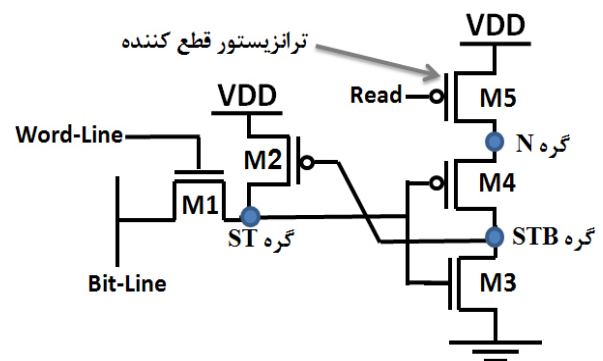 ترانزیستور قطع کننده
VDD
Read
M5
VDD
گره N
Word-Line
M2
M4
M1
گره ST
گره STB
M3
Bit-Line